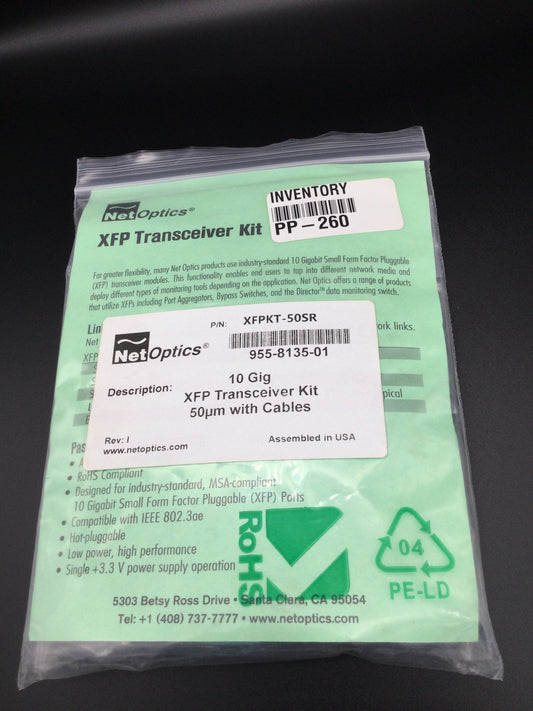 INVENTORY
PP-260
NetOptics®
XFP Transceiver Kit
For greater flexibility, many Net Optics products use industry-standard 10 Gigabit Small Form Factor Pluggable
(XFP) transceiver modules. This functionality enables end users to tap into different network media and
deploy different types of monitoring tools depending on the application. Net Optics offers a range of products
that utilize XFPs including Port Aggregators, Bypass Switches, and the Director™ data monitoring switch.
work links.
XFP
NetOptics®
P/N: XFPKT-50SR
955-8135-01
Description: 10 Gig
XFP Transceiver Kit
50µm with Cables
Rev: I
www.netoptics.com
Assembled in USA
• RoHS Compliant
• Designed for industry-standard, MSA-compliant
10 Gigabit Small Form Factor Pluggable (XFP) Ports
• Compatible with IEEE 802.3ae
• Hot-pluggable
• Low power, high performance
• Single +3.3 V power supply operation
RoHS
04
PE-LD
5303 Betsy Ross Drive • Santa Clara, CA 95054
Tel: +1 (408) 737-7777 • www.netoptics.com